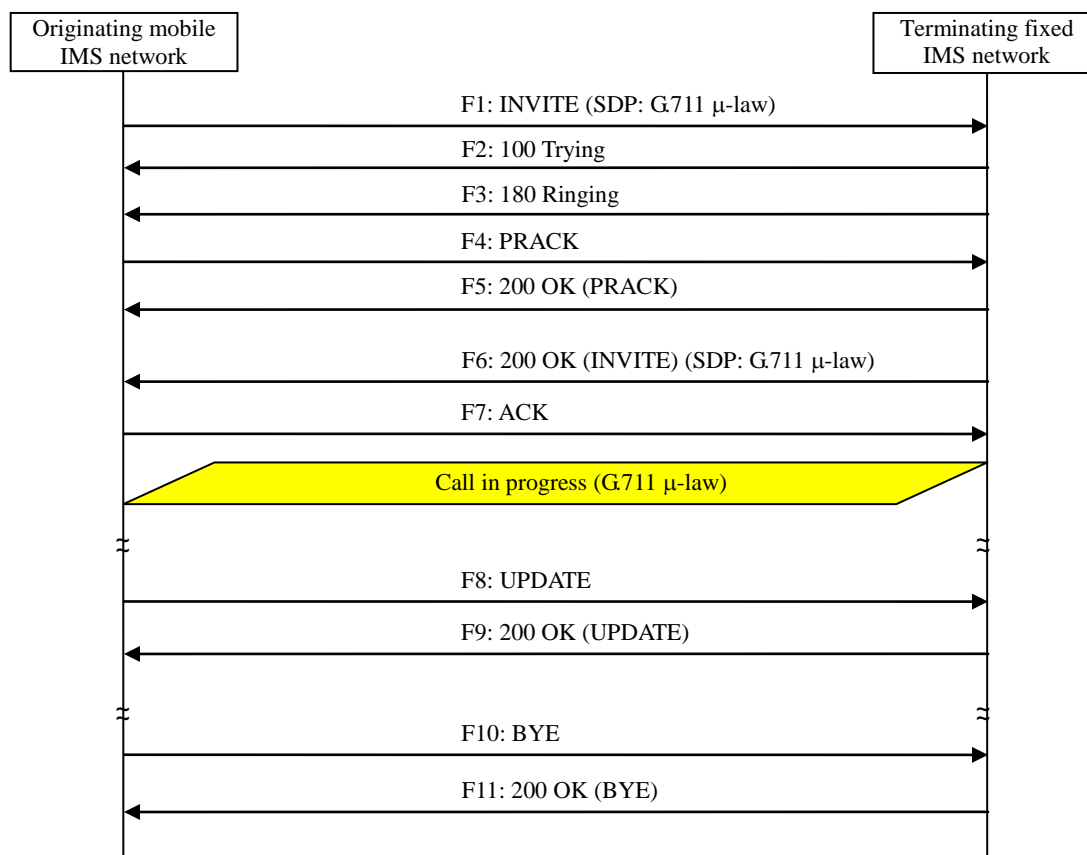 Originating mobile
IMS network
Terminating fixed
IMS network
F1: INVITE (SDP: G.711 μ-law)
F2: 100 Trying
F3: 180 Ringing
F4: PRACK
F5: 200 OK (PRACK)
F6: 200 OK (INVITE) (SDP: G.711 μ-law)
F7: ACK
Call in progress (G.711 μ-law)
F8: UPDATE
F9: 200 OK (UPDATE)
F10: BYE
F11: 200 OK (BYE)